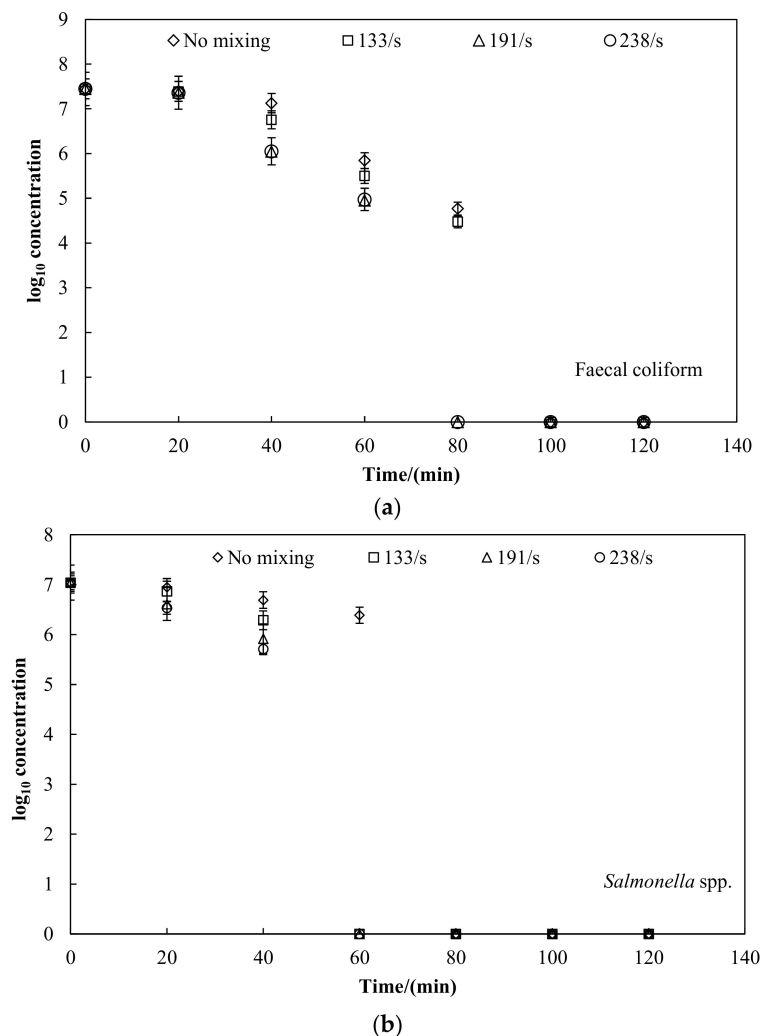 No mixing 133/s 191/s 238/s
9
8
7
6
5
4
3
2
1
0
log10 concentration
Faecal coliform
0 20 40 60 80 100 120 140
Time/(min)
(a)
No mixing 133/s 191/s 238/s
8
7
6
5
4
3
2
1
0
log10 concentration
Salmonella spp.
0 20 40 60 80 100 120 140
Time/(min)
(b)